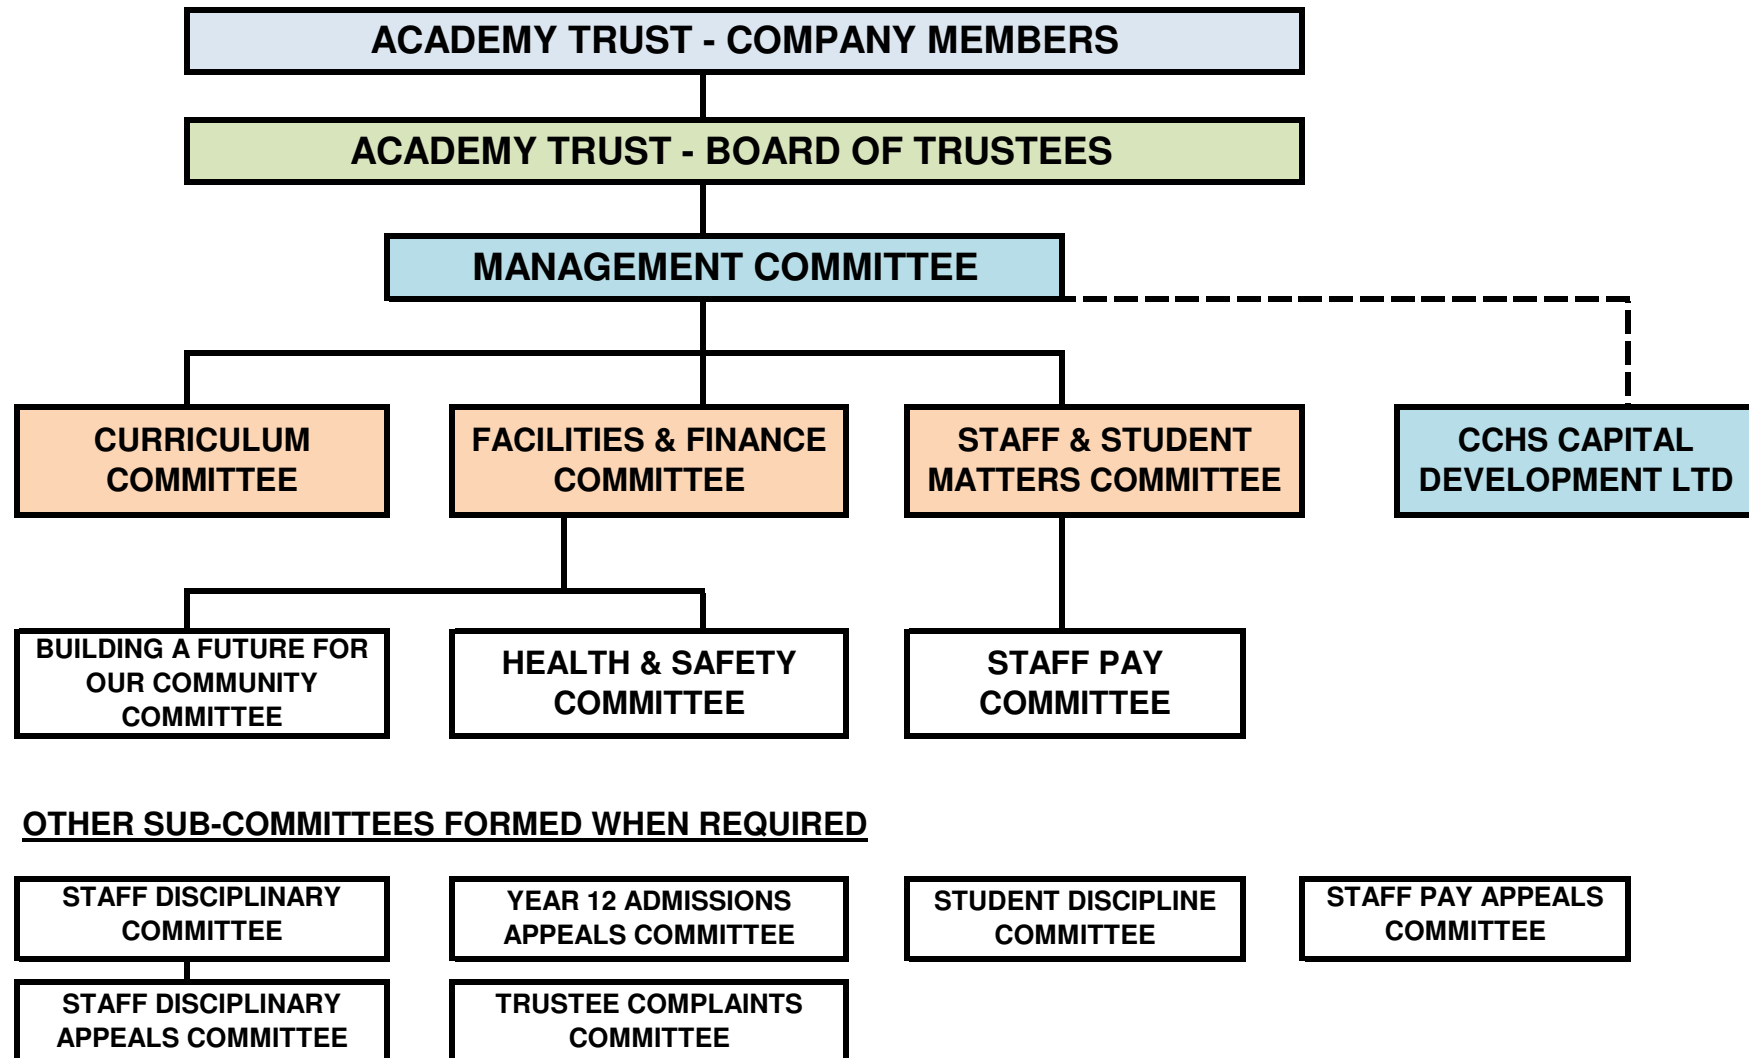 ACADEMY TRUST - COMPANY MEMBERS
ACADEMY TRUST - BOARD OF TRUSTEES
MANAGEMENT COMMITTEE
CURRICULUM
COMMITTEE
FACILITIES & FINANCE
COMMITTEE
STAFF & STUDENT
MATTERS COMMITTEE
CCHS CAPITAL
DEVELOPMENT LTD
BUILDING A FUTURE FOR
OUR COMMUNITY
COMMITTEE
HEALTH & SAFETY
COMMITTEE
STAFF PAY
COMMITTEE
OTHER SUB-COMMITTEES FORMED WHEN REQUIRED
STAFF DISCIPLINARY
COMMITTEE
YEAR 12 ADMISSIONS
APPEALS COMMITTEE
STUDENT DISCIPLINE
COMMITTEE
STAFF PAY APPEALS
COMMITTEE
STAFF DISCIPLINARY
APPEALS COMMITTEE
TRUSTEE COMPLAINTS
COMMITTEE